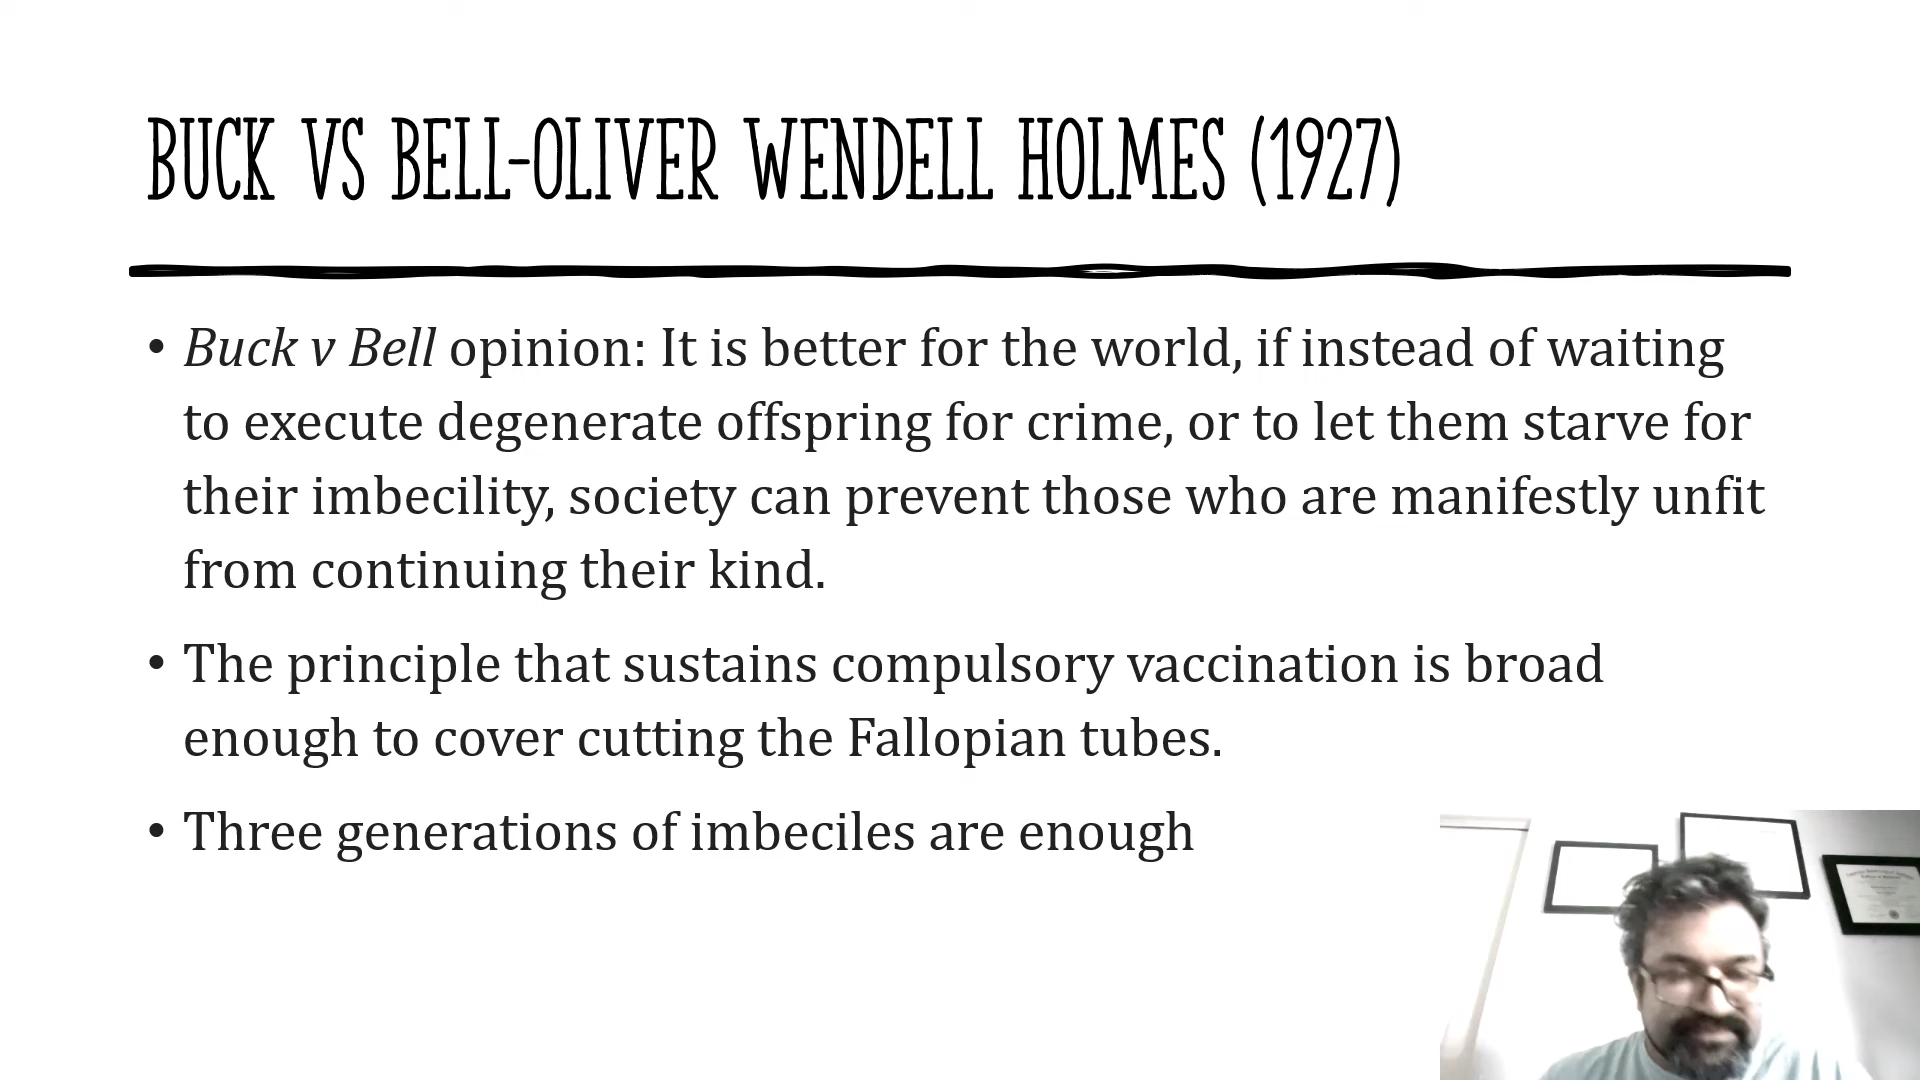 BUCK VS BELL-OLIVER WENDELL HOLMES (1927)
• Buck v Bell opinion: It is better for the world, if instead of waiting
to execute degenerate offspring for crime, or to let them starve for
their imbecility, society can prevent those who are manifestly unfit
from continuing their kind.
• The principle that sustains compulsory vaccination is broad
enough to cover cutting the Fallopian tubes.
• Three generations of imbeciles are enough